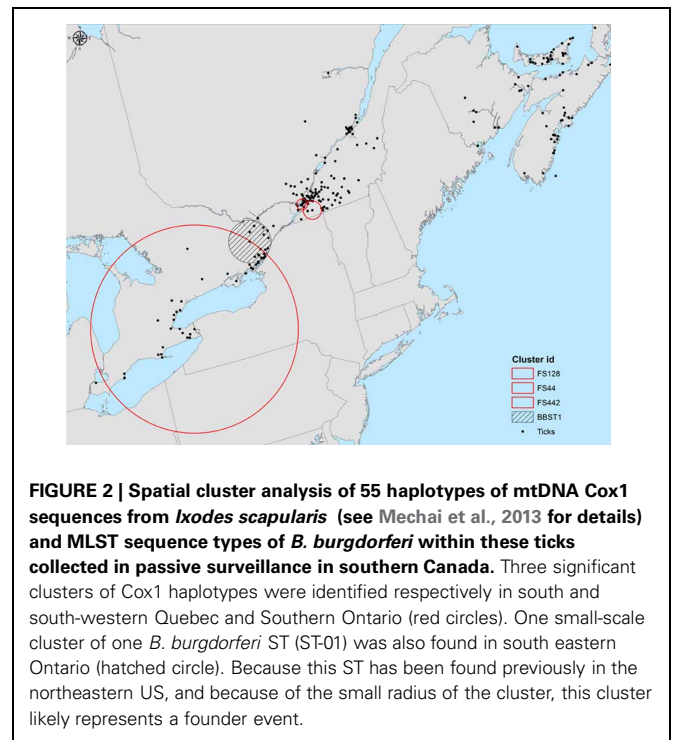 Cluster id
FS128
FS44
FS442
BBST1
Ticks
FIGURE 2 | Spatial cluster analysis of 55 haplotypes of mtDNA Cox1
sequences from Ixodes scapularis (see Mechai et al., 2013 for details)
and MLST sequence types of B. burgdorferi within these ticks
collected in passive surveillance in southern Canada. Three significant
clusters of Cox1 haplotypes were identified respectively in south and
south-western Quebec and Southern Ontario (red circles). One small-scale
cluster of one B. burgdorferi ST (ST-01) was also found in south eastern
Ontario (hatched circle). Because this ST has been found previously in the
northeastern US, and because of the small radius of the cluster, this cluster
likely represents a founder event.